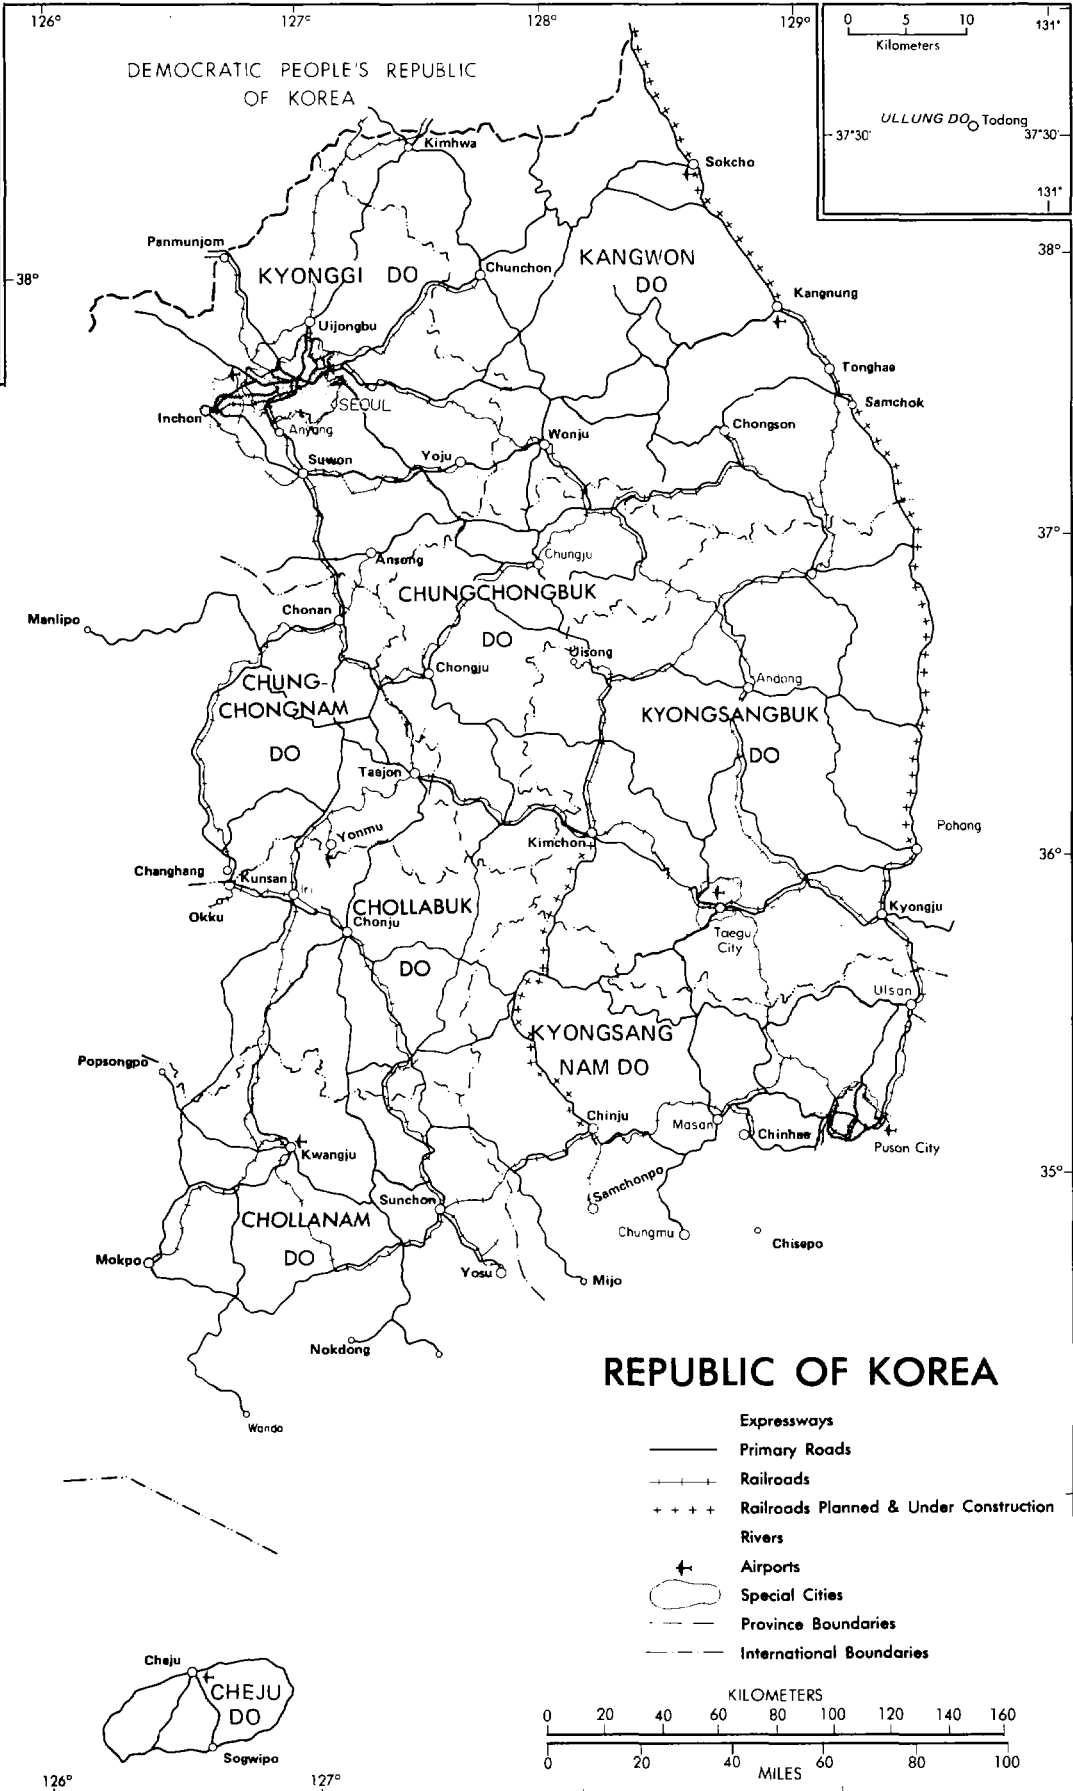 126°
127°
128°
129°
0 5 10
Kilometers
131°
DEMOCRATIC PEOPLE'S REPUBLIC
OF KOREA
ULLUNG DO
Todong
37°30'
37°30'
131°
Kimhwa
Sokcho
Panmunjom
38°
KYONGGI DO
Chunchon
KANGWON
DO
38°
Kangnung
Uijongbu
Tonghae
Samchok
Inchon
SEOUL
Anyang
Chongson
Wonju
Suwon
Yoju
37°
Ansong
Chungju
CHUNGCHONGBUK
DO
Manlipo
Chonan
Uisong
Chongju
Andong
CHUNG-
CHONGNAM
DO
KYONGSANGBUK
DO
Taejon
Yonmu
Kimchon
Pohang
36°
Changhang
Kunsan
Iri
Okku
CHOLLABUK
DO
Chonju
Kyongju
Taegu
City
Ulsan
KYONGSANG
NAM DO
Popsongpo
Chinju
Masan
Chinhae
Pusan City
Kwangju
35°
Samchonpo
Sunchon
CHOLLANAM
DO
Chungmu
Chisepo
Mokpo
Yosu
Mijo
Nokdong
Wando
REPUBLIC OF KOREA
Expressways
Primary Roads
Railroads
Railroads Planned & Under Construction
Rivers
Airports
Special Cities
Province Boundaries
International Boundaries
Cheju
CHEJU
DO
Sogwipo
KILOMETERS
0 20 40 60 80 100 120 140 160
0 20 40 60 80 100
MILES
126°
127°